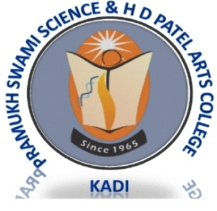 PRAMUKH SWAMI SCIENCE & H D PATEL ARTS COLLEGE
Since 1965
KADI